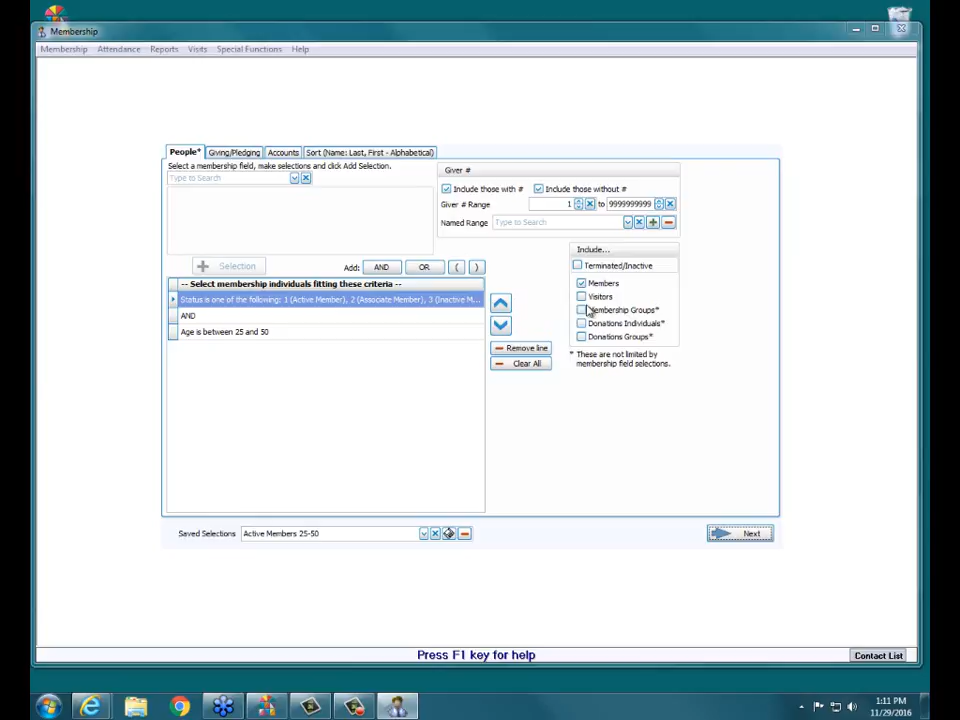 Membership
Membership Attendance Reports Visits Special Functions Help
People* Giving/Pledging Accounts Sort (Name: Last, First - Alphabetical)
Select a membership field, make selections and click Add Selection.
Type to Search
Giver #
Include those with # Include those without #
Giver # Range 1 to 9999999999
Named Range Type to Search
Selection Add: AND OR ( )
Include...
Terminated/Inactive
Members
Visitors
Membership Groups*
Donations Individuals*
Donations Groups*
* These are not limited by
membership field selections.
-- Select membership individuals fitting these criteria --
Status is one of the following: 1 (Active Member), 2 (Associate Member), 3 (Inactive M...
AND
Age is between 25 and 50
Remove line
Clear All
Saved Selections Active Members 25-50
Next
Press F1 key for help
Contact List
1:11 PM
11/29/2016